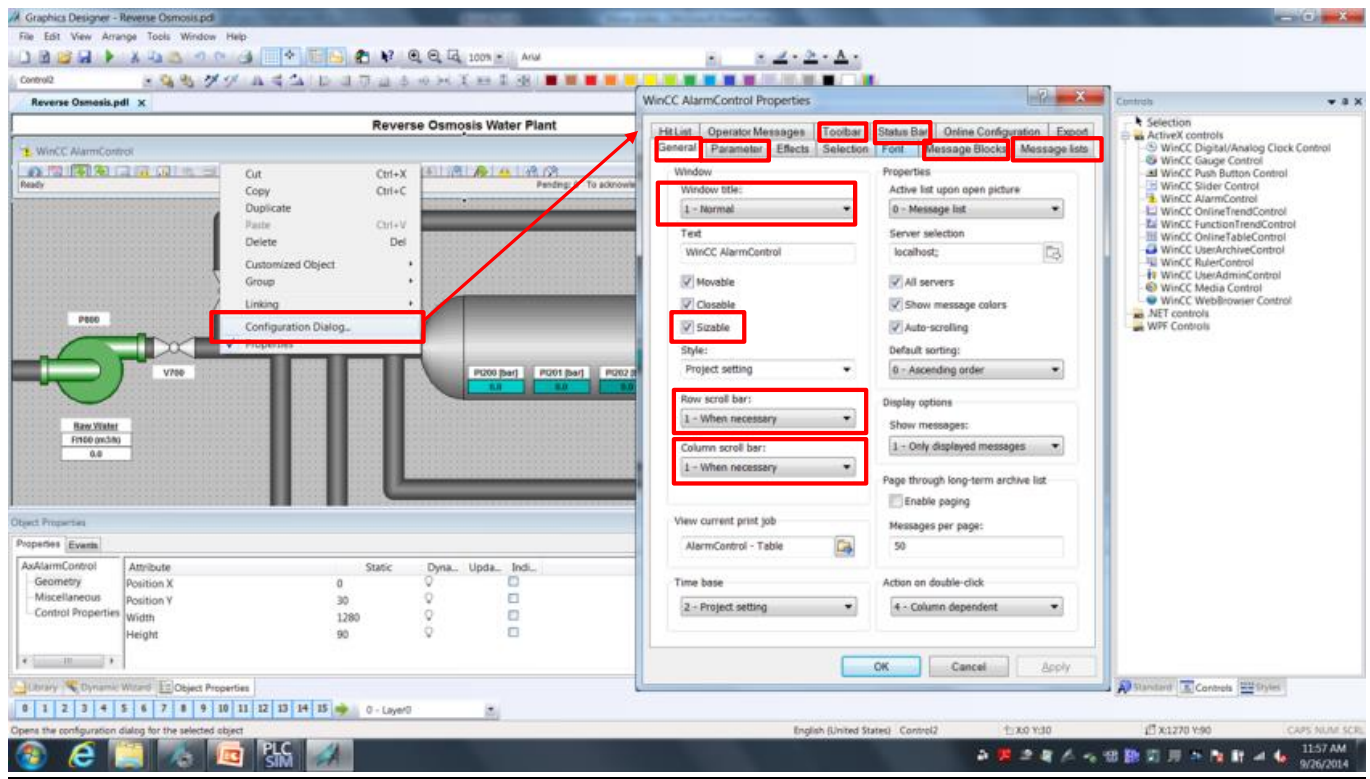 Graphics Designer - Reverse Osmosis.pdl
File Edit View Arrange Tools Window Help
100% Arial
Control2
Reverse Osmosis.pdl X
Reverse Osmosis Water Plant
WinCC AlarmControl
Ready
Pending: To acknowle
Cut Ctrl+X
Copy Ctrl+C
Duplicate
Paste Ctrl+V
Delete Del
Customized Object
Group
Linking
Configuration Dialog...
Properties
P800
V700
PI200 [bar] PI201 [bar] PI202
0.0 0.0 0.0
Raw Water
FI100 (m3/h)
0.0
WinCC AlarmControl Properties
Hit List Operator Messages Toolbar Status Bar Online Configuration Export
General Parameter Effects Selection Font Message Blocks Message lists
Window
Window title:
1 - Normal
Text
WinCC AlarmControl
Movable
Closable
Sizable
Style:
Project setting
Row scroll bar:
1 - When necessary
Column scroll bar:
1 - When necessary
View current print job
AlarmControl - Table
Time base
2 - Project setting
Properties
Active list upon open picture
0 - Message list
Server selection
localhost;
All servers
Show message colors
Auto-scrolling
Default sorting:
0 - Ascending order
Display options
Show messages:
1 - Only displayed messages
Page through long-term archive list
Enable paging
Messages per page:
50
Action on double-click
4 - Column dependent
OK Cancel Apply
Controls
Selection
ActiveX controls
WinCC Digital/Analog Clock Control
WinCC Gauge Control
WinCC Push Button Control
WinCC Slider Control
WinCC AlarmControl
WinCC OnlineTrendControl
WinCC FunctionTrendControl
WinCC OnlineTableControl
WinCC UserArchiveControl
WinCC RulerControl
WinCC UserAdminControl
WinCC Media Control
WinCC WebBrowser Control
.NET controls
WPF Controls
Object Properties
Properties Events
AxAlarmControl
Geometry
Miscellaneous
Control Properties
Attribute Static Dyna... Upda... Indi...
Position X 0
Position Y 30
Width 1280
Height 90
Library Dynamic Wizard Object Properties
Standard Controls Styles
0 1 2 3 4 5 6 7 8 9 10 11 12 13 14 15 0 - Layer0
Opens the configuration dialog for the selected object English (United States) Control2 X:0 Y:30 X:1270 Y:90 CAPS NUM SCRL
PLC SIM
11:57 AM
9/26/2014